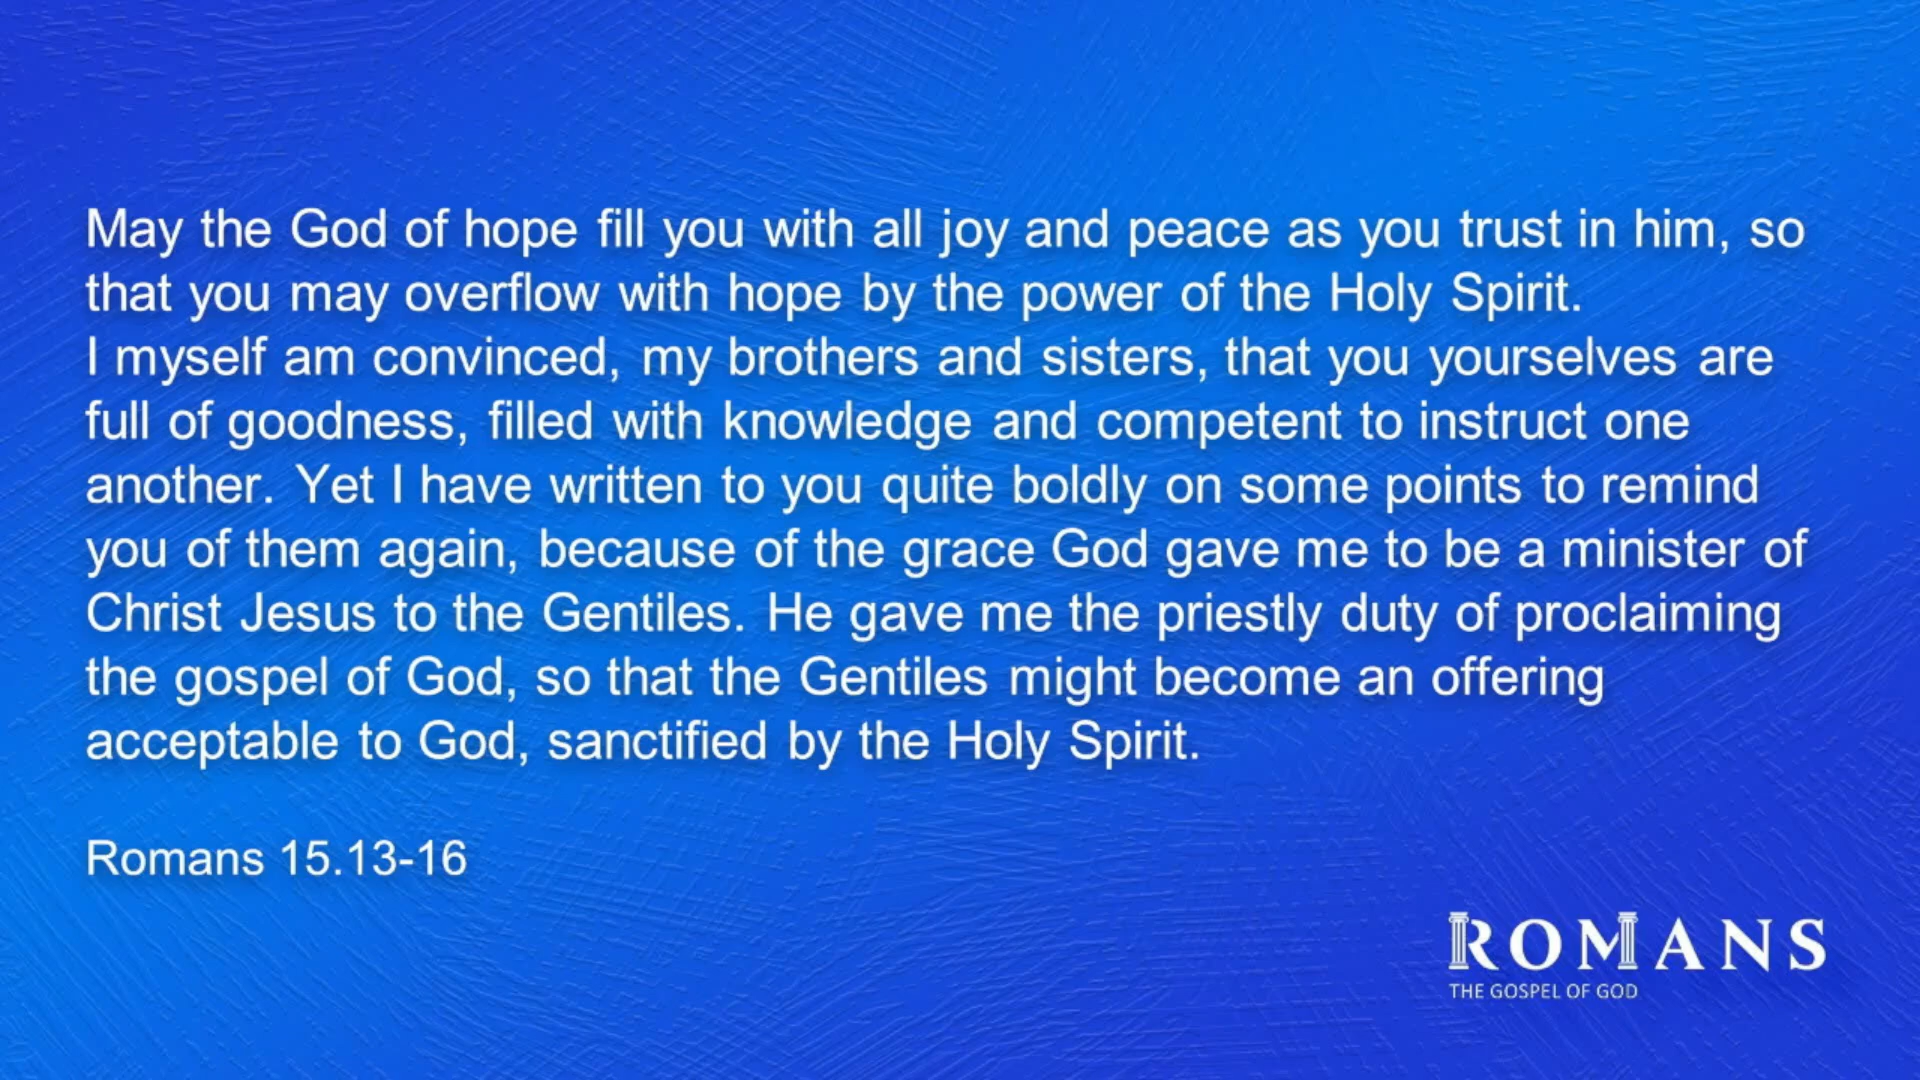 May the God of hope fill you with all joy and peace as you trust in him, so
that you may overflow with hope by the power of the Holy Spirit.
I myself am convinced, my brothers and sisters, that you yourselves are
full of goodness, filled with knowledge and competent to instruct one
another. Yet I have written to you quite boldly on some points to remind
you of them again, because of the grace God gave me to be a minister of
Christ Jesus to the Gentiles. He gave me the priestly duty of proclaiming
the gospel of God, so that the Gentiles might become an offering
acceptable to God, sanctified by the Holy Spirit.
Romans 15.13-16
ROMANS
THE GOSPEL OF GOD